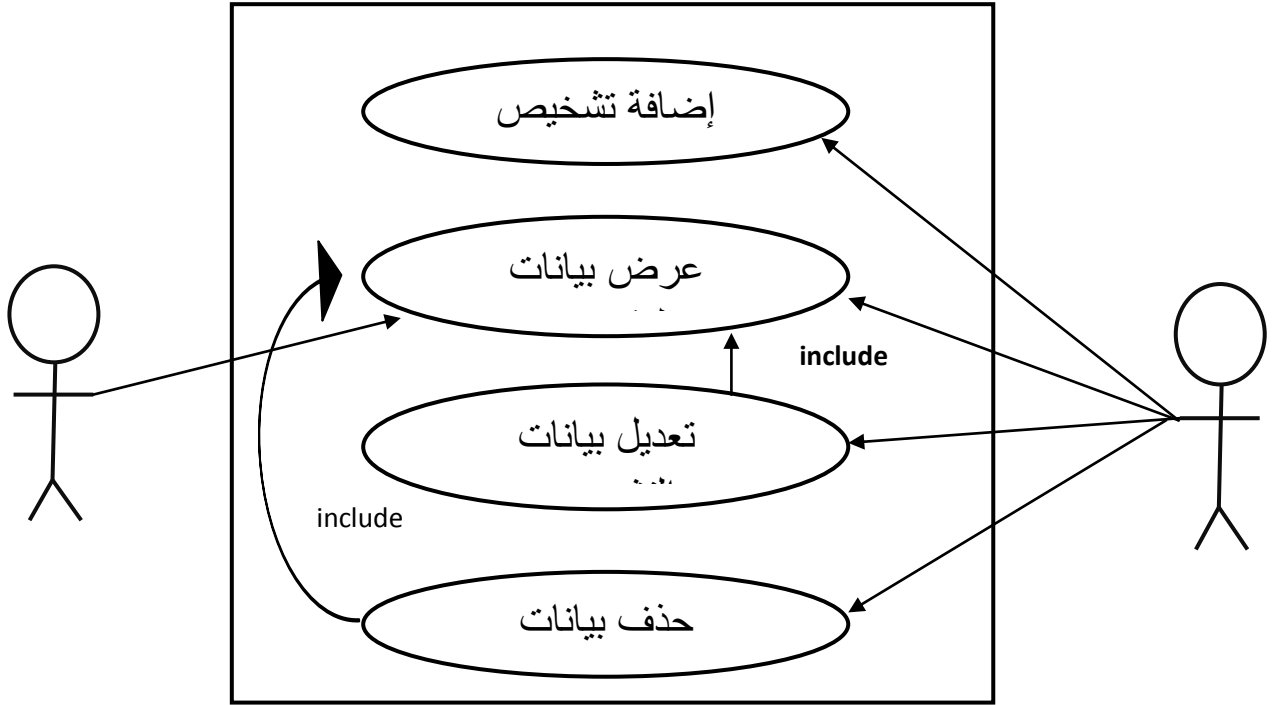 إضافة تشخيص
عرض بيانات
include
تعديل بيانات
include
حذف بيانات